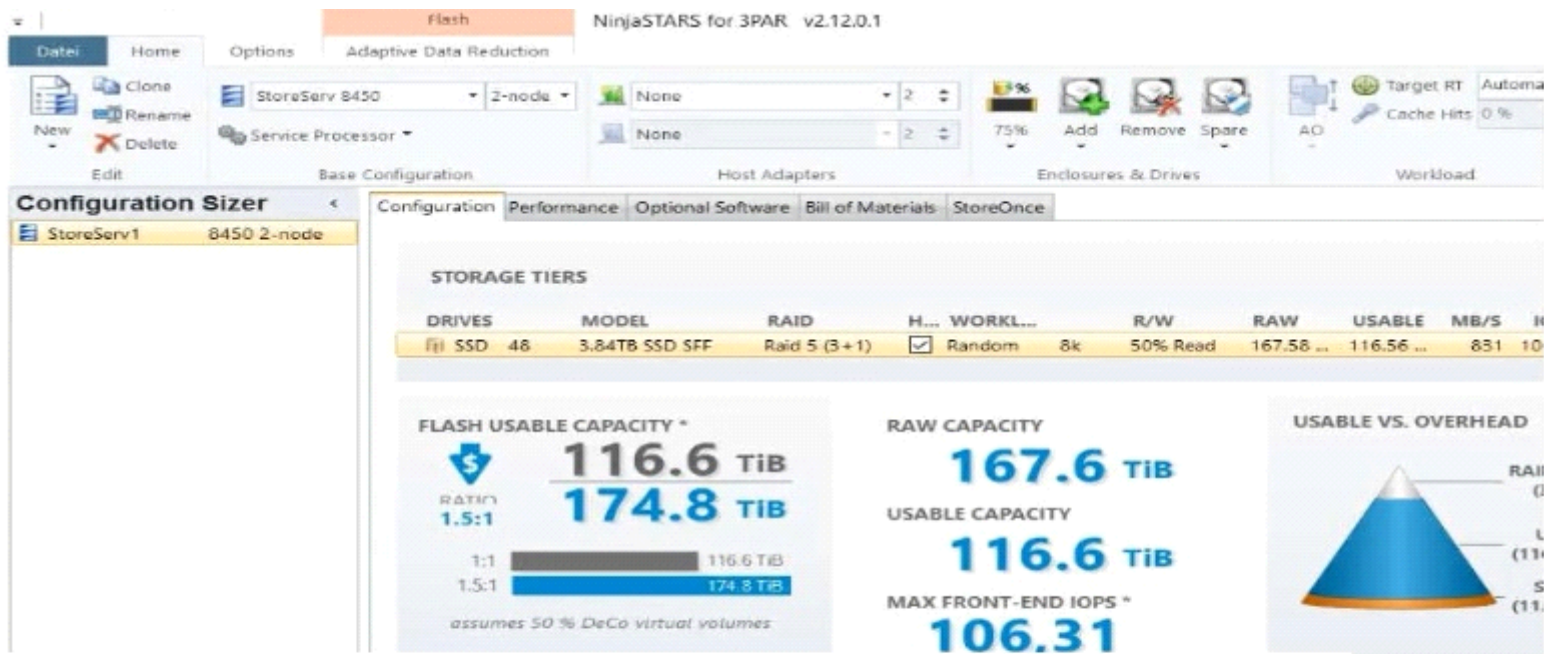 Flash
NinjaSTARS for 3PAR v2.12.0.1
Datei Home Options Adaptive Data Reduction
New
Clone
Rename
Delete
StoreServ 8450 2-node
Service Processor
None 2
None 2
75% Add Remove Spare
AO
Target RT Automa
Cache Hits 0 %
Edit Base Configuration Host Adapters Enclosures & Drives Workload
Configuration Sizer
StoreServ1 8450 2-node
Configuration Performance Optional Software Bill of Materials StoreOnce
STORAGE TIERS
DRIVES MODEL RAID H... WORKL... R/W RAW USABLE MB/S
SSD 48 3.84TB SSD SFF Raid 5 (3+1) Random 8k 50% Read 167.58 ... 116.56 ... 831 10
FLASH USABLE CAPACITY *
116.6 TiB
RATIO
1.5:1
174.8 TiB
1:1 116.6 TiB
1.5:1 174.8 TiB
assumes 50 % DeCo virtual volumes
RAW CAPACITY
167.6 TiB
USABLE CAPACITY
116.6 TiB
MAX FRONT-END IOPS *
106,31
USABLE VS. OVERHEAD
RAI
(11
(11.